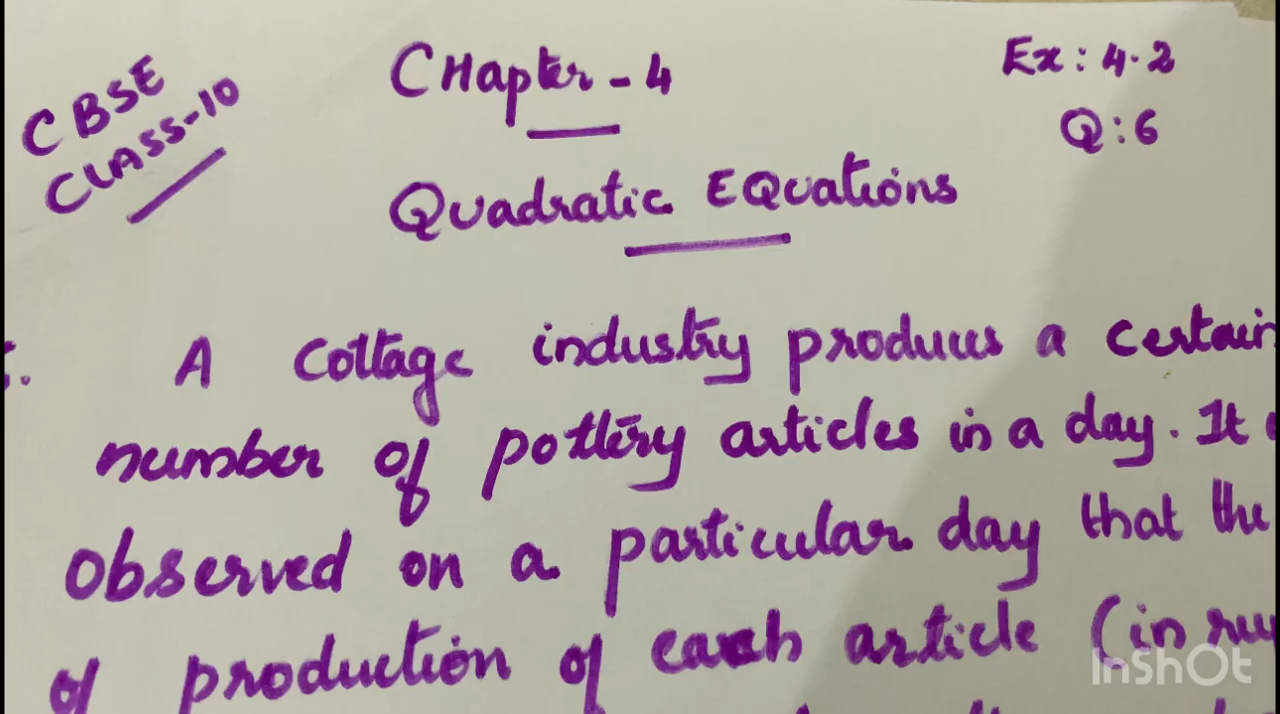 CBSE
CLASS-10
CHapter - 4
Ex: 4.2
Q:6
Quadratic EQuations
A Cottage industry produces a certain
number of pottery articles in a day. It
observed on a particular day that the
of production of each article (in
InShOt